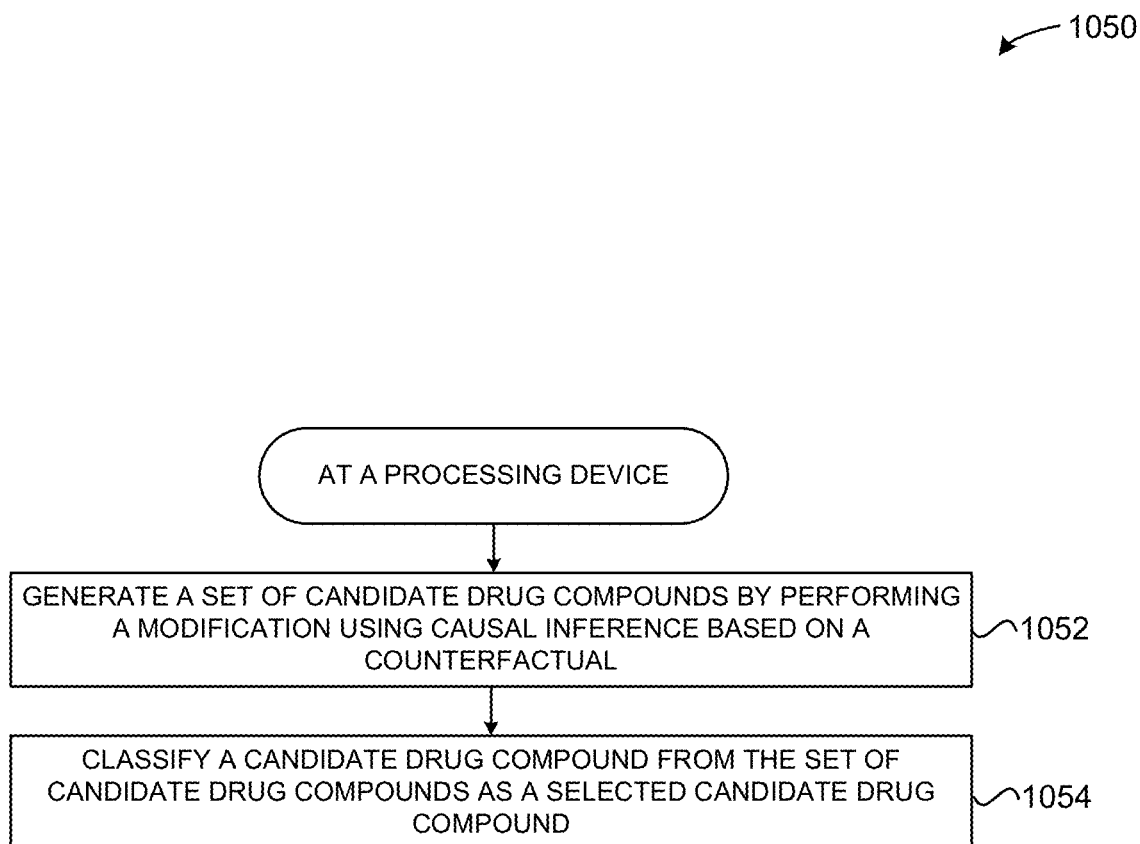 1050
AT A PROCESSING DEVICE
GENERATE A SET OF CANDIDATE DRUG COMPOUNDS BY PERFORMING
A MODIFICATION USING CAUSAL INFERENCE BASED ON A
COUNTERFACTUAL
1052
CLASSIFY A CANDIDATE DRUG COMPOUND FROM THE SET OF
CANDIDATE DRUG COMPOUNDS AS A SELECTED CANDIDATE DRUG
COMPOUND
1054